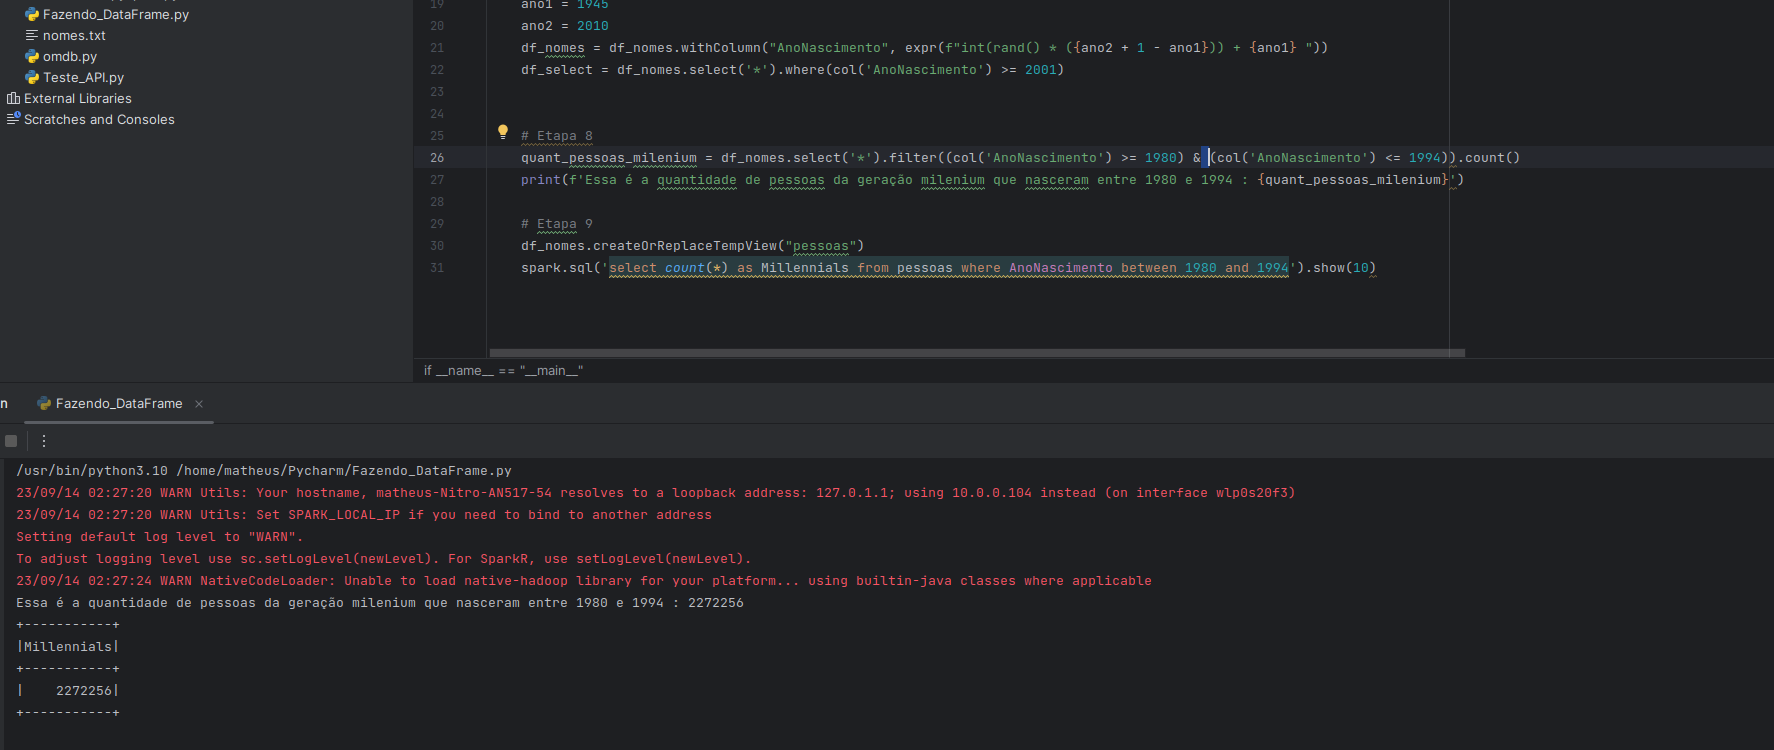 Fazendo_DataFrame.py
nomes.txt
omdb.py
Teste_API.py
External Libraries
Scratches and Consoles
19 ano1 = 1945
20 ano2 = 2010
21 df_nomes = df_nomes.withColumn("AnoNascimento", expr(f"int(rand() * ({ano2 + 1 - ano1})) + {ano1} "))
22 df_select = df_nomes.select('*').where(col('AnoNascimento') >= 2001)
23
24
25 # Etapa 8
26 quant_pessoas_milenium = df_nomes.select('*').filter((col('AnoNascimento') >= 1980) & (col('AnoNascimento') <= 1994)).count()
27 print(f'Essa é a quantidade de pessoas da geração milenium que nasceram entre 1980 e 1994 : {quant_pessoas_milenium}')
28
29 # Etapa 9
30 df_nomes.createOrReplaceTempView("pessoas")
31 spark.sql('select count(*) as Millennials from pessoas where AnoNascimento between 1980 and 1994').show(10)
if __name__ == "__main__"
n Fazendo_DataFrame ×
/usr/bin/python3.10 /home/matheus/Pycharm/Fazendo_DataFrame.py
23/09/14 02:27:20 WARN Utils: Your hostname, matheus-Nitro-AN517-54 resolves to a loopback address: 127.0.1.1; using 10.0.0.104 instead (on interface wlp0s20f3)
23/09/14 02:27:20 WARN Utils: Set SPARK_LOCAL_IP if you need to bind to another address
Setting default log level to "WARN".
To adjust logging level use sc.setLogLevel(newLevel). For SparkR, use setLogLevel(newLevel).
23/09/14 02:27:24 WARN NativeCodeLoader: Unable to load native-hadoop library for your platform... using builtin-java classes where applicable
Essa é a quantidade de pessoas da geração milenium que nasceram entre 1980 e 1994 : 2272256
+-----------+
|Millennials|
+-----------+
|    2272256|
+-----------+